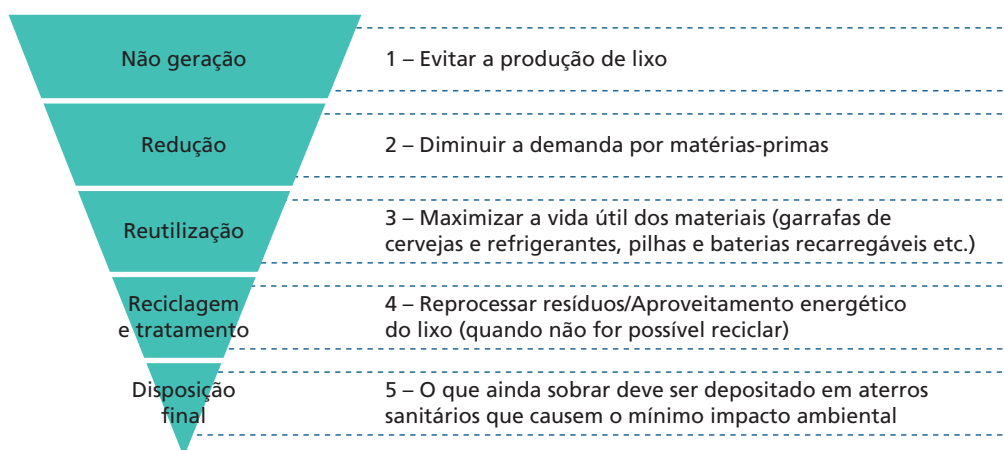 Não geração
1 – Evitar a produção de lixo
Redução
2 – Diminuir a demanda por matérias-primas
Reutilização
3 – Maximizar a vida útil dos materiais (garrafas de
cervejas e refrigerantes, pilhas e baterias recarregáveis etc.)
Reciclagem
e tratamento
4 – Reprocessar resíduos/Aproveitamento energético
do lixo (quando não for possível reciclar)
Disposição
final
5 – O que ainda sobrar deve ser depositado em aterros
sanitários que causem o mínimo impacto ambiental